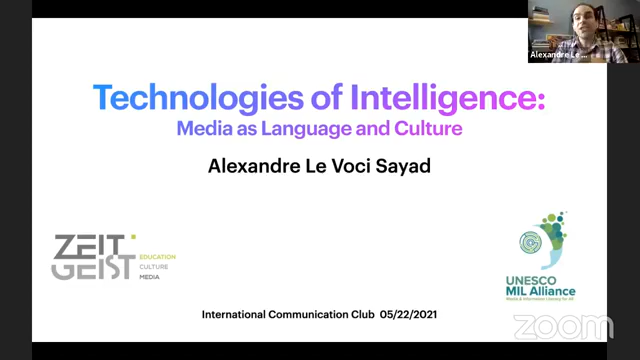 Alexandre Le ...
Technologies of Intelligence:
Media as Language and Culture
Alexandre Le Voci Sayad
ZEIT
GEIST
EDUCATION
CULTURE
MEDIA
UNESCO
MIL Alliance
Media & Information Literacy for All
International Communication Club 05/22/2021
zoom